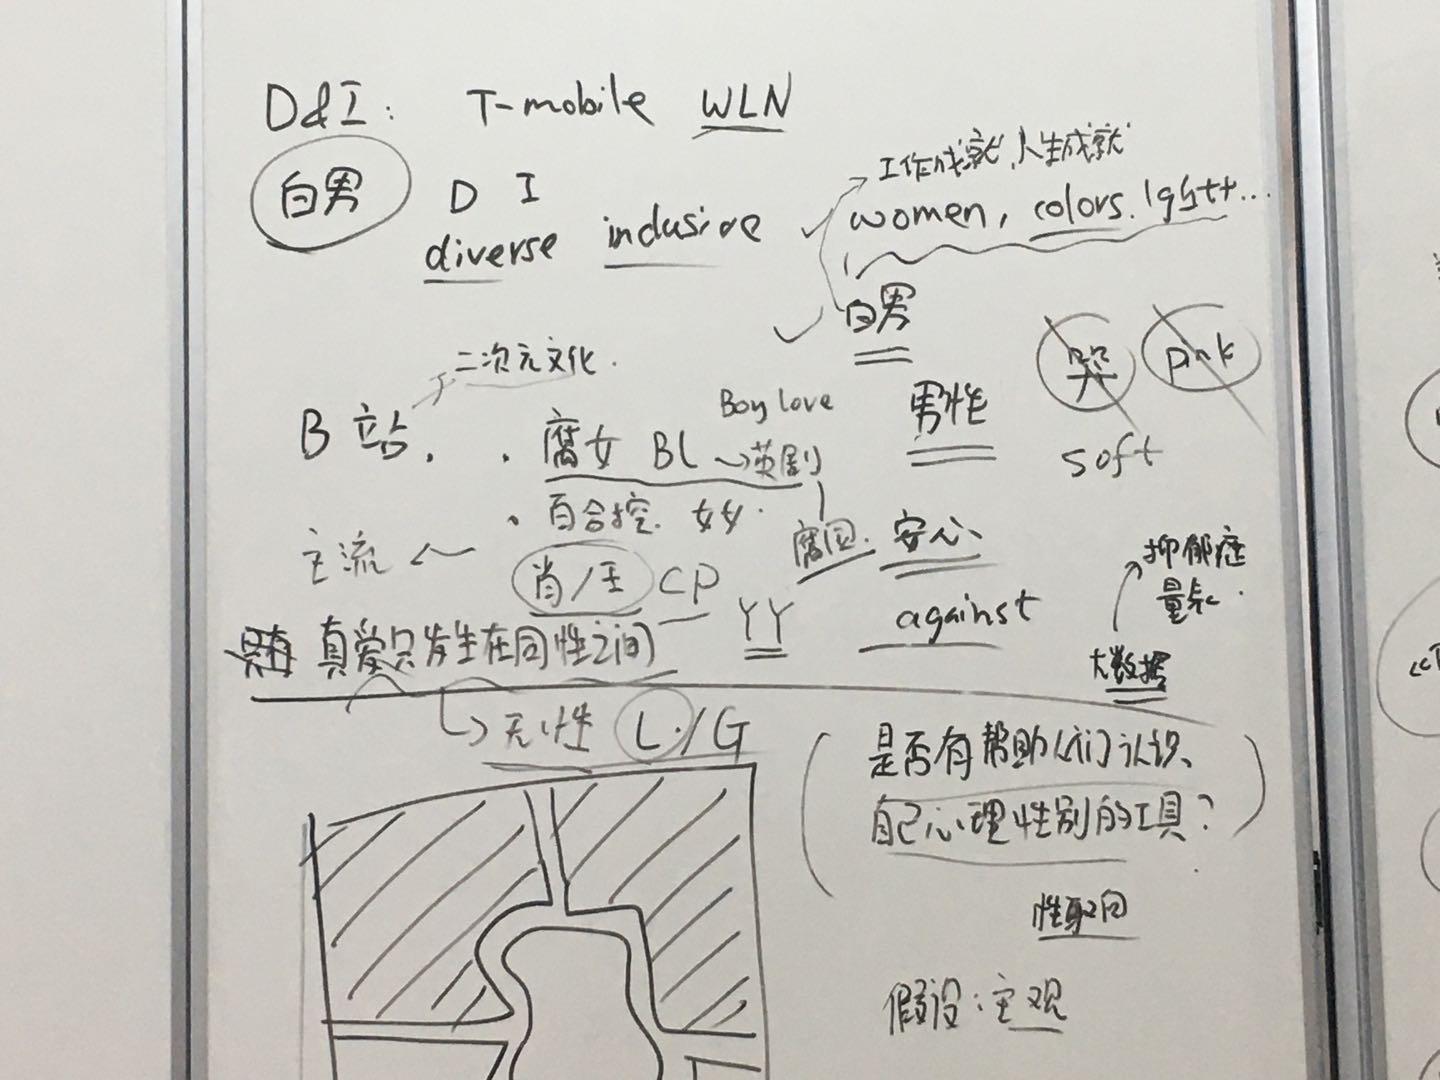 D&I: T-mobile WLN
白男 D I
diverse inclusive
工作成就,人生成就
women, colors. lgbtt...
白男
哭 pink
soft
二次元文化.
B 站. . 腐女 BL
Boy love
英剧
男性
. 百合控. 女女.
腐国. 安心
主流
肖/王 CP
YY
against
抑郁症
量表.
大数据
真爱只发生在同性之间
无性 L./G
(是否有帮助他们认识
自己心理性别的工具?)
性取向
假设:主观